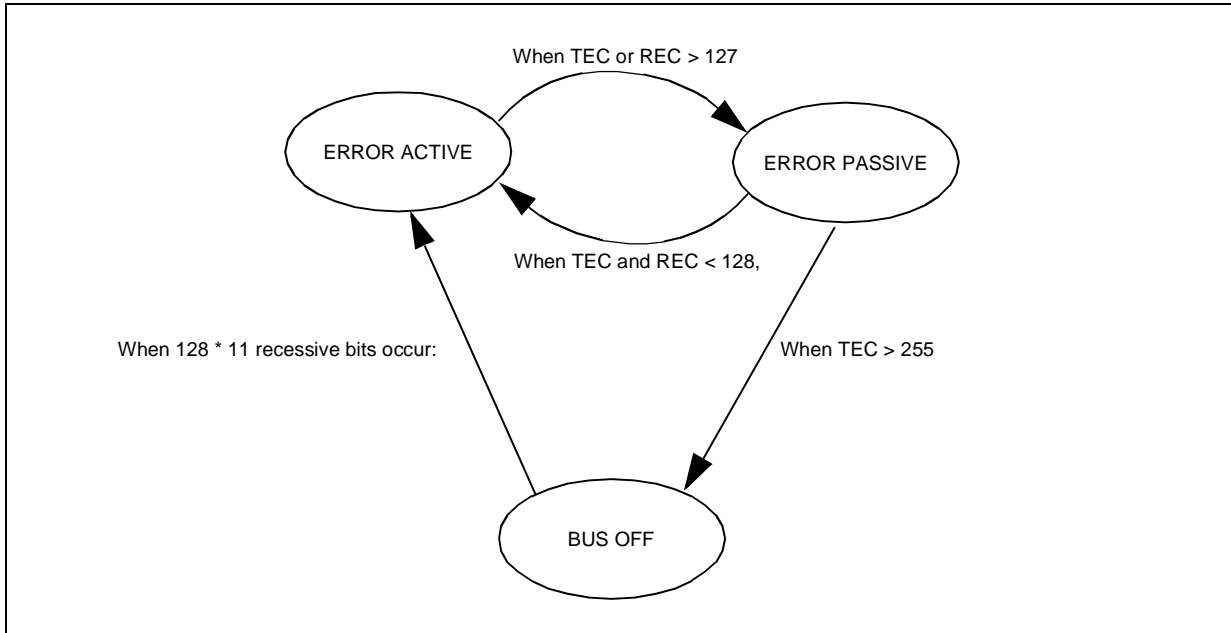 When TEC or REC > 127
ERROR ACTIVE
ERROR PASSIVE
When TEC and REC < 128,
When 128 * 11 recessive bits occur:
When TEC > 255
BUS OFF